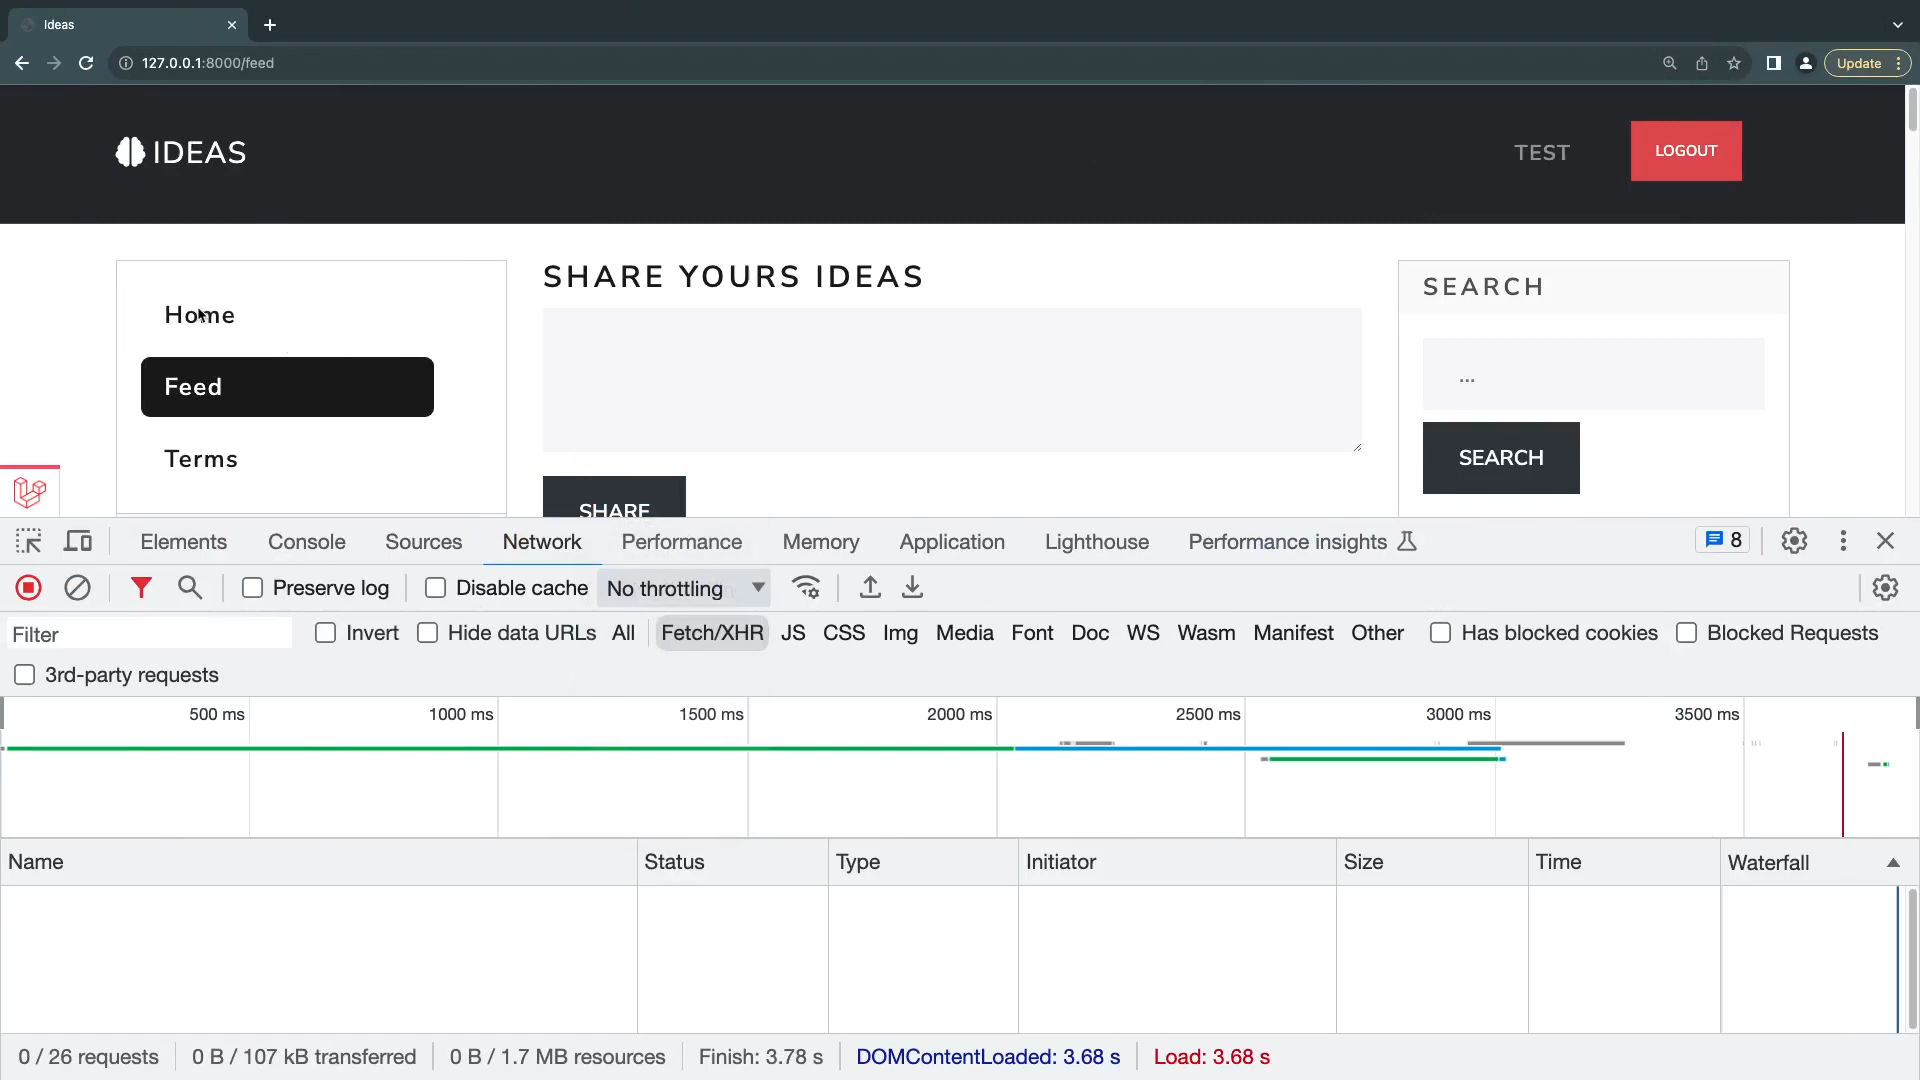 Ideas
127.0.0.1:8000/feed
Update
IDEAS
TEST
LOGOUT
Home
Feed
Terms
SHARE YOURS IDEAS
SHARE
SEARCH
...
SEARCH
Elements Console Sources Network Performance Memory Application Lighthouse Performance insights 8
Preserve log Disable cache No throttling
Filter Invert Hide data URLs All Fetch/XHR JS CSS Img Media Font Doc WS Wasm Manifest Other Has blocked cookies Blocked Requests
3rd-party requests
500 ms 1000 ms 1500 ms 2000 ms 2500 ms 3000 ms 3500 ms
Name Status Type Initiator Size Time Waterfall
0 / 26 requests 0 B / 107 kB transferred 0 B / 1.7 MB resources Finish: 3.78 s DOMContentLoaded: 3.68 s Load: 3.68 s